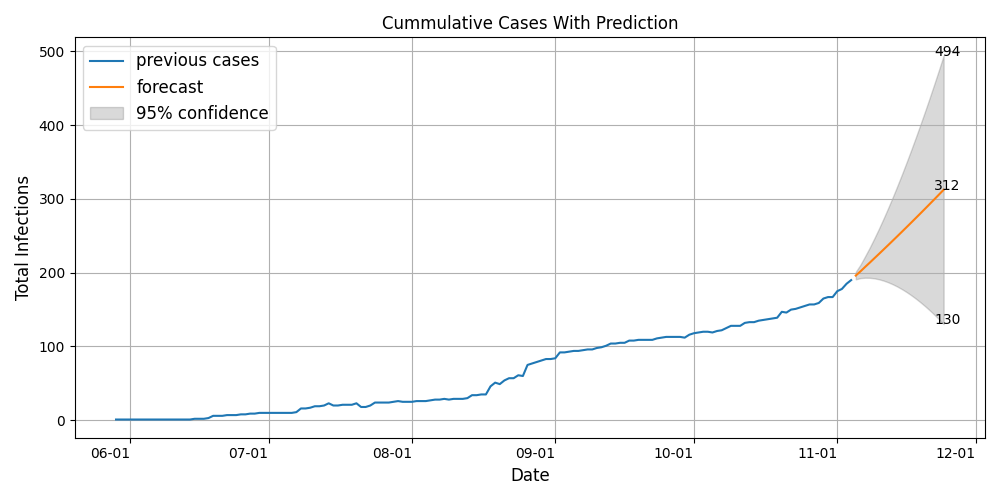 Cummulative Cases With Prediction
previous cases
forecast
95% confidence
500
400
300
200
100
0
Total Infections
494
312
130
06-01
07-01
08-01
09-01
10-01
11-01
12-01
Date